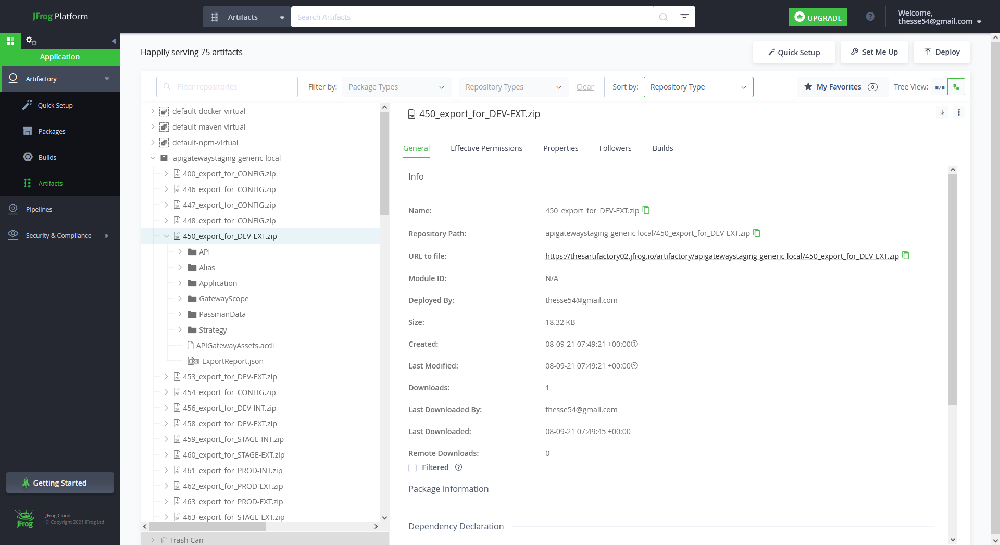 JFrog Platform
Artifacts
Search Artifacts
UPGRADE
?
Welcome,
thesse54@gmail.com
Application
Artifactory
Quick Setup
Packages
Builds
Artifacts
Pipelines
Security & Compliance
Getting Started
JFrog
JFrog Cloud
© Copyright 2021 JFrog Ltd
Happily serving 75 artifacts
Quick Setup
Set Me Up
Deploy
Filter repositories
Filter by:
Package Types
Repository Types
Clear
Sort by:
Repository Type
My Favorites 0
Tree View:
default-docker-virtual
default-maven-virtual
default-npm-virtual
apigatewaystaging-generic-local
400_export_for_CONFIG.zip
446_export_for_CONFIG.zip
447_export_for_CONFIG.zip
448_export_for_CONFIG.zip
450_export_for_DEV-EXT.zip
API
Alias
Application
GatewayScope
PassmanData
Strategy
APIGatewayAssets.acdl
ExportReport.json
453_export_for_DEV-EXT.zip
454_export_for_CONFIG.zip
456_export_for_DEV-INT.zip
458_export_for_DEV-EXT.zip
459_export_for_STAGE-INT.zip
460_export_for_STAGE-EXT.zip
461_export_for_PROD-INT.zip
462_export_for_PROD-EXT.zip
463_export_for_PROD-EXT.zip
463_export_for_STAGE-EXT.zip
Trash Can
450_export_for_DEV-EXT.zip
General
Effective Permissions
Properties
Followers
Builds
Info
Name: 450_export_for_DEV-EXT.zip
Repository Path: apigatewaystaging-generic-local/450_export_for_DEV-EXT.zip
URL to file: https://thesartifactory02.jfrog.io/artifactory/apigatewaystaging-generic-local/450_export_for_DEV-EXT.zip
Module ID: N/A
Deployed By: thesse54@gmail.com
Size: 18.32 KB
Created: 08-09-21 07:49:21 +00:00
Last Modified: 08-09-21 07:49:21 +00:00
Downloads: 1
Last Downloaded By: thesse54@gmail.com
Last Downloaded: 08-09-21 07:49:45 +00:00
Remote Downloads: 0
Filtered ?
Package Information
Dependency Declaration